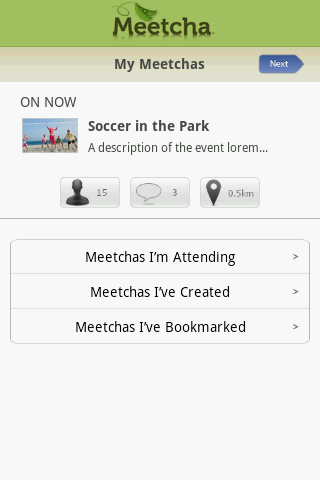 Meetcha
My Meetchas
Next
ON NOW
Soccer in the Park
A description of the event lorem...
15
3
0.5km
Meetchas I'm Attending >
Meetchas I've Created >
Meetchas I've Bookmarked >